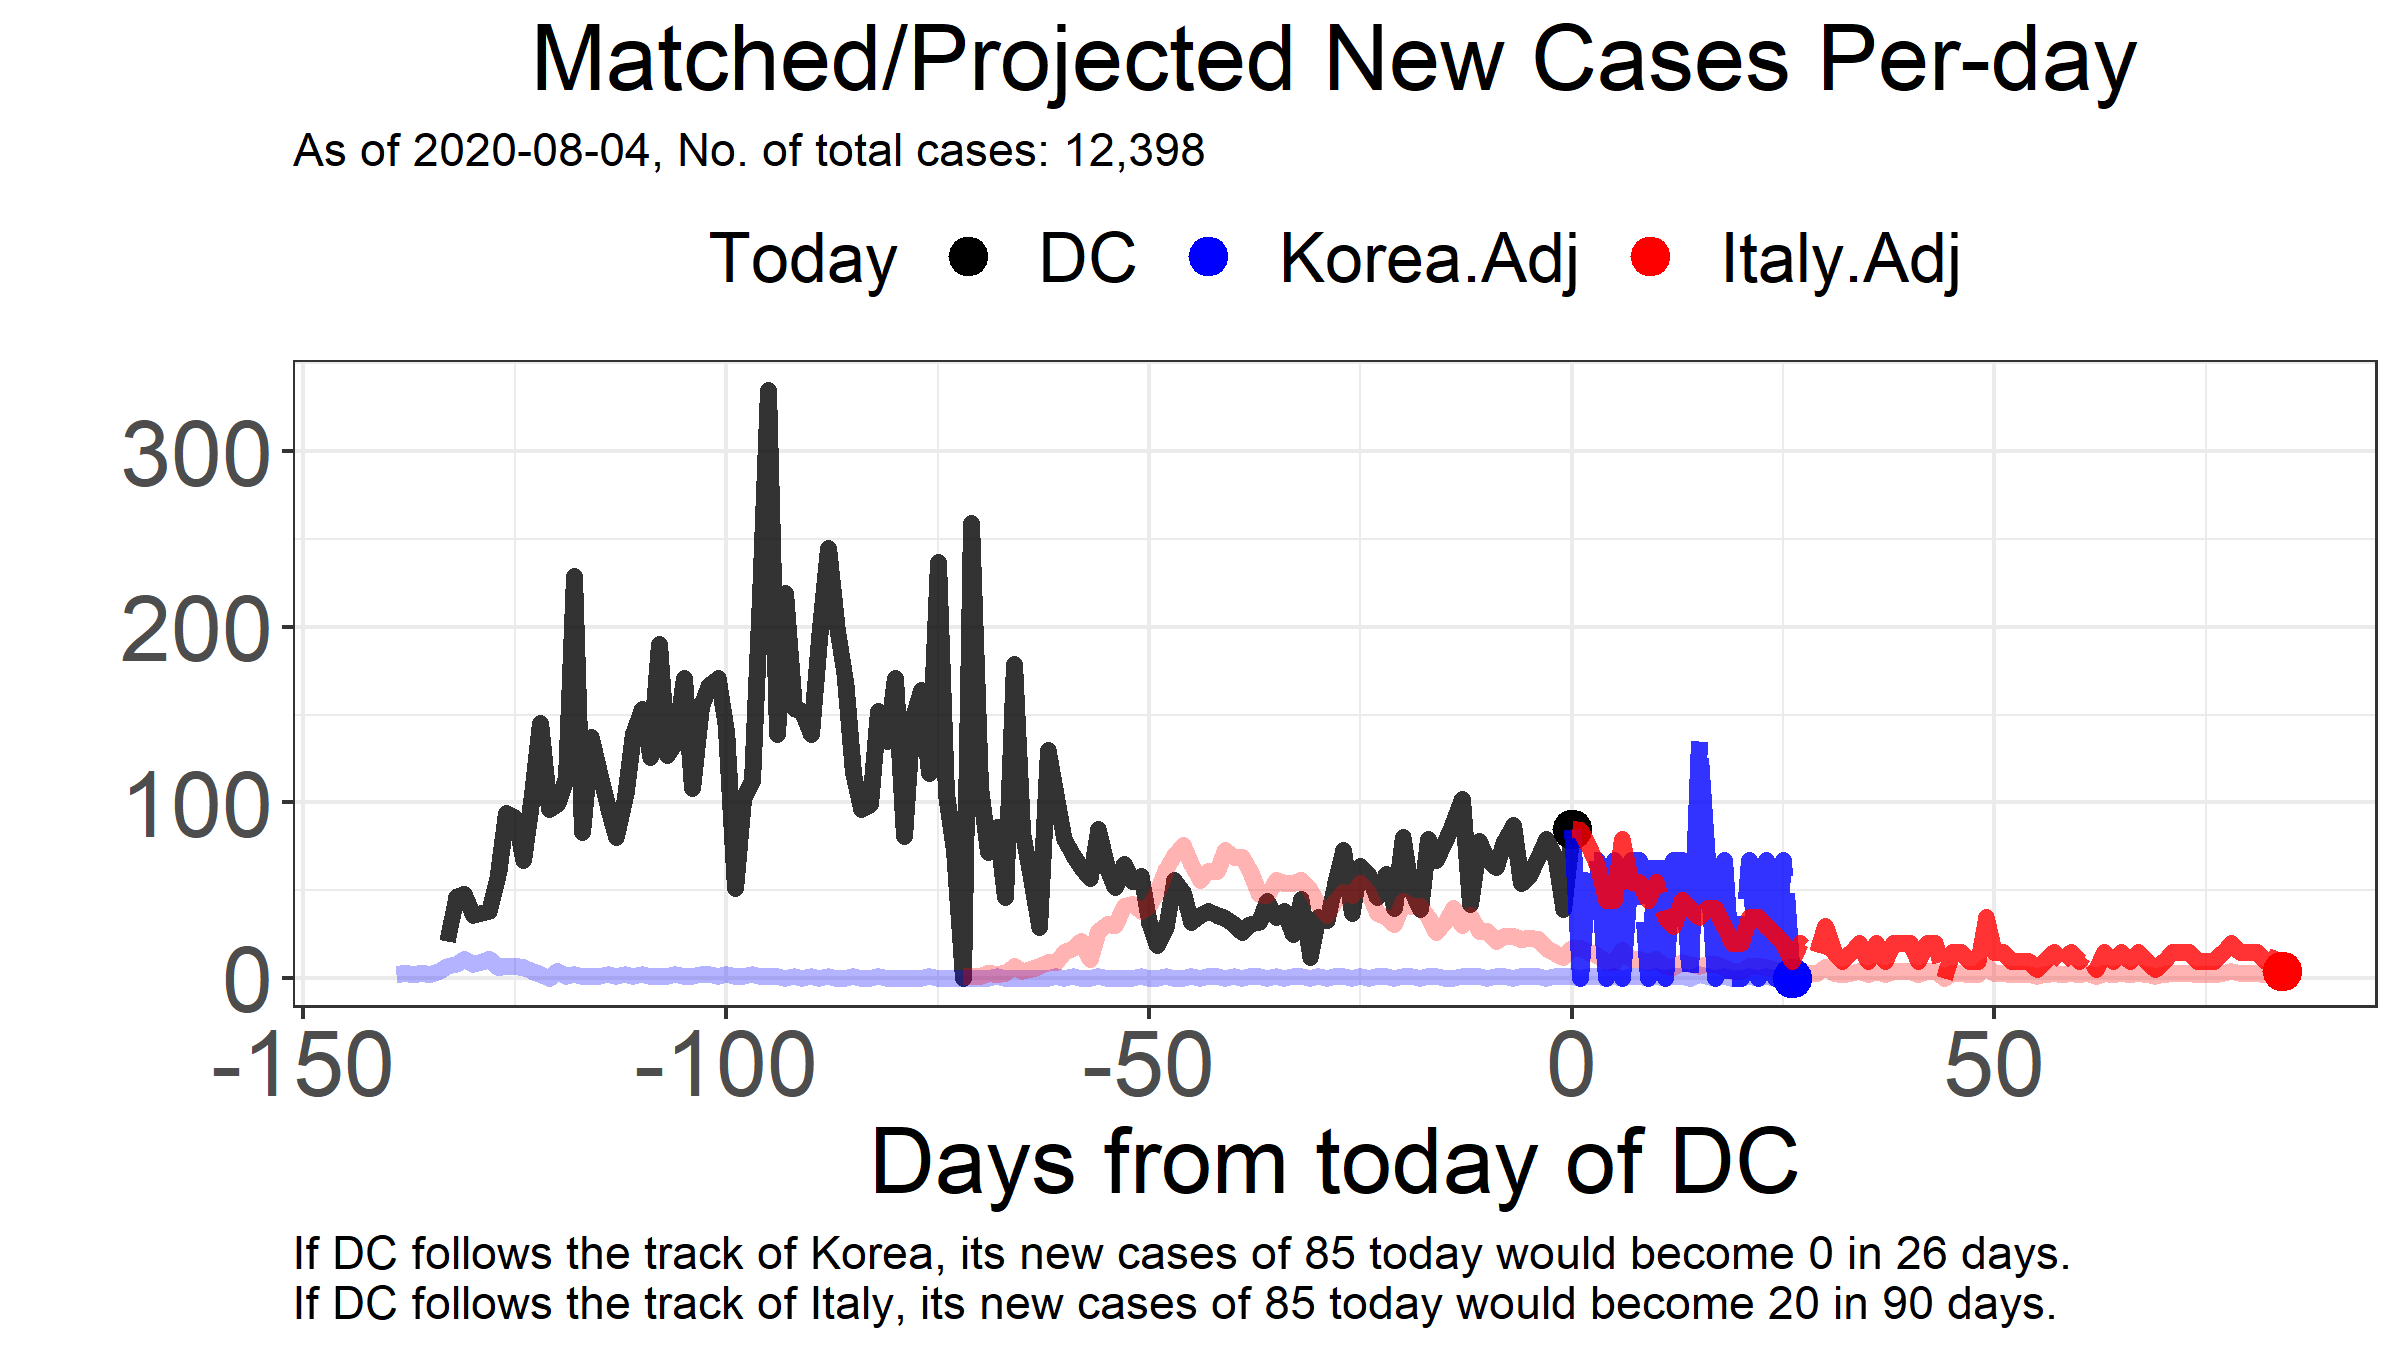 Matched/Projected New Cases Per-day
As of 2020-08-04, No. of total cases: 12,398
Today DC Korea.Adj Italy.Adj
300
200
100
0
-150 -100 -50 0 50
Days from today of DC
If DC follows the track of Korea, its new cases of 85 today would become 0 in 26 days.
If DC follows the track of Italy, its new cases of 85 today would become 20 in 90 days.